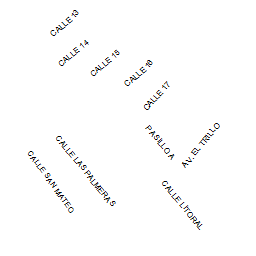 CALLE 13
CALLE 14
CALLE 15
CALLE 16
CALLE 17
PASILLO A
AV. EL TRILLO
CALLE LAS PALMERAS
CALLE SAN MATEO
CALLE LITORAL